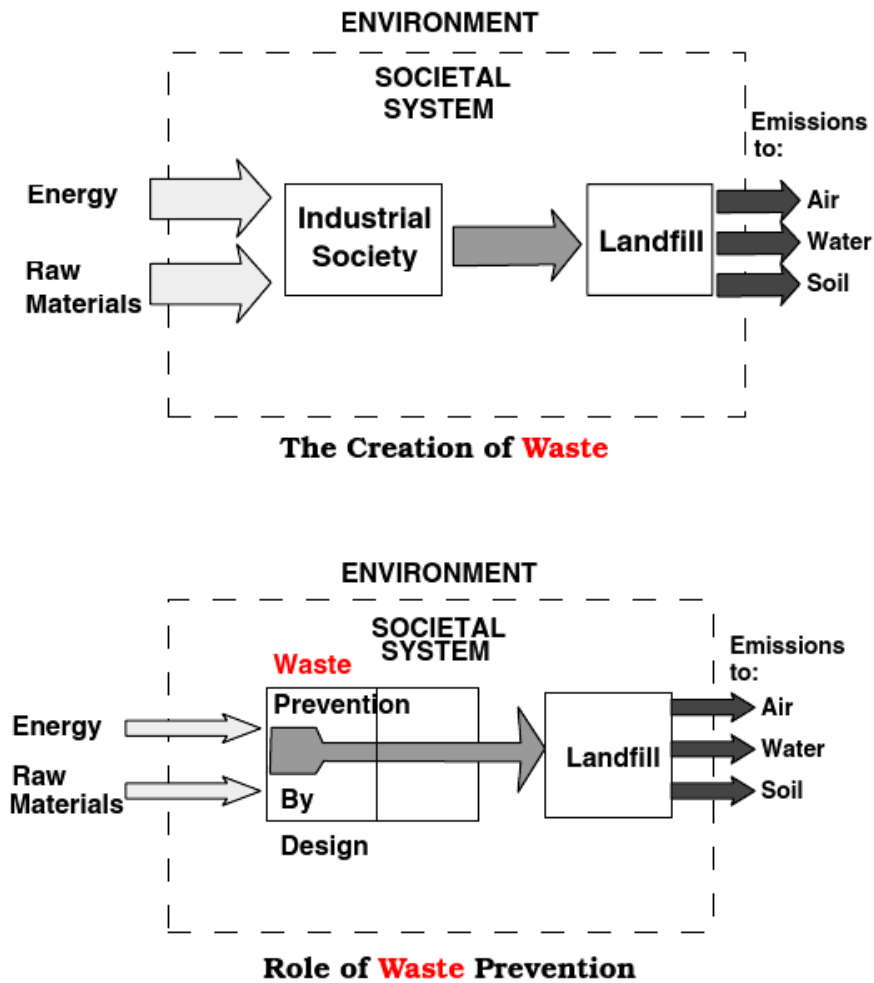 ENVIRONMENT
SOCIETAL
SYSTEM
Emissions
to:
Energy
Industrial
Society
Landfill
Air
Water
Soil
Raw
Materials
The Creation of Waste
ENVIRONMENT
SOCIETAL
SYSTEM
Waste
Prevention
By
Design
Emissions
to:
Energy
Raw
Materials
Landfill
Air
Water
Soil
Role of Waste Prevention